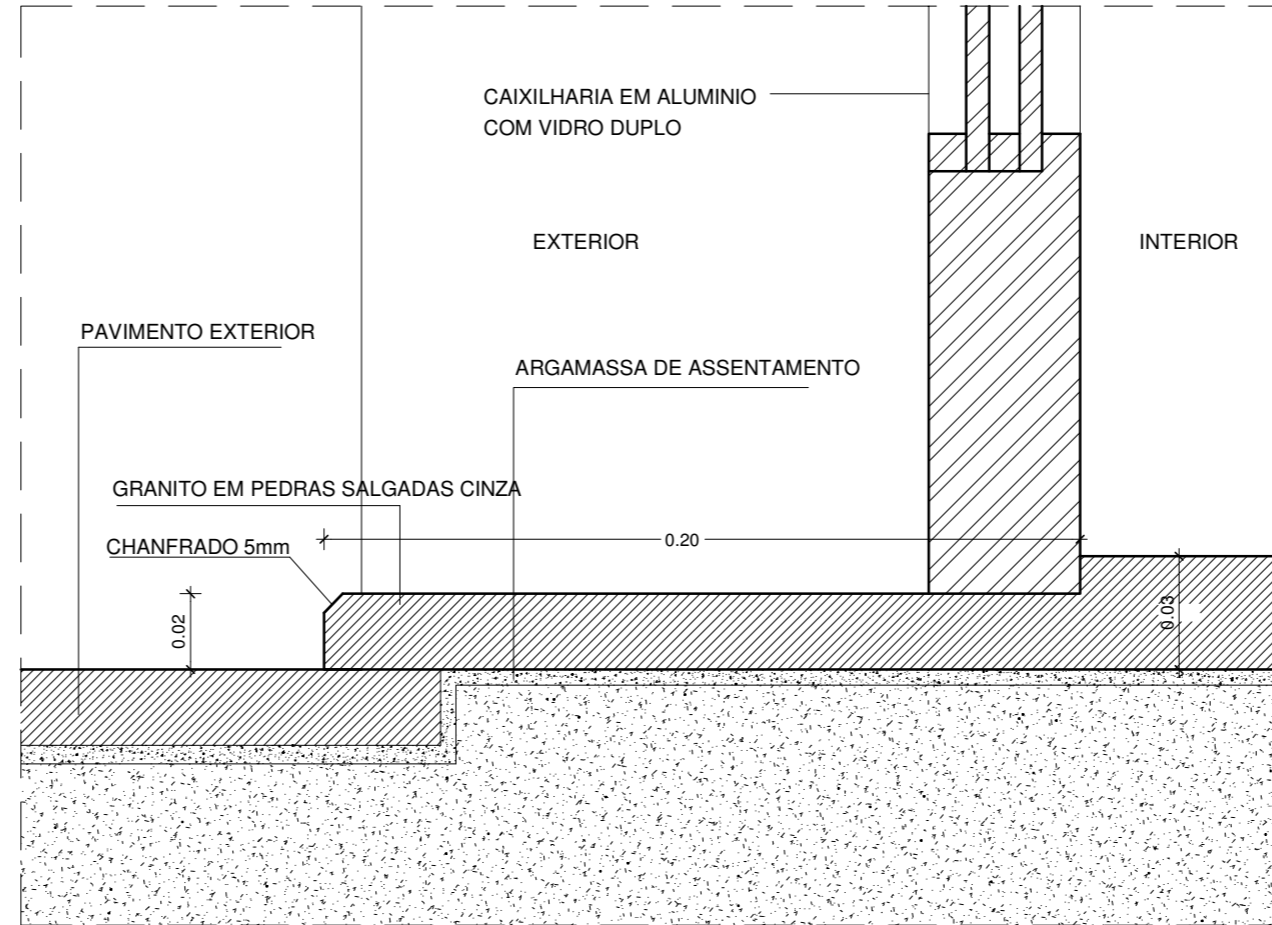 CAIXILHARIA EM ALUMINIO
COM VIDRO DUPLO
EXTERIOR
INTERIOR
PAVIMENTO EXTERIOR
ARGAMASSA DE ASSENTAMENTO
GRANITO EM PEDRAS SALGADAS CINZA
CHANFRADO 5mm
0.20
0.02
0.03